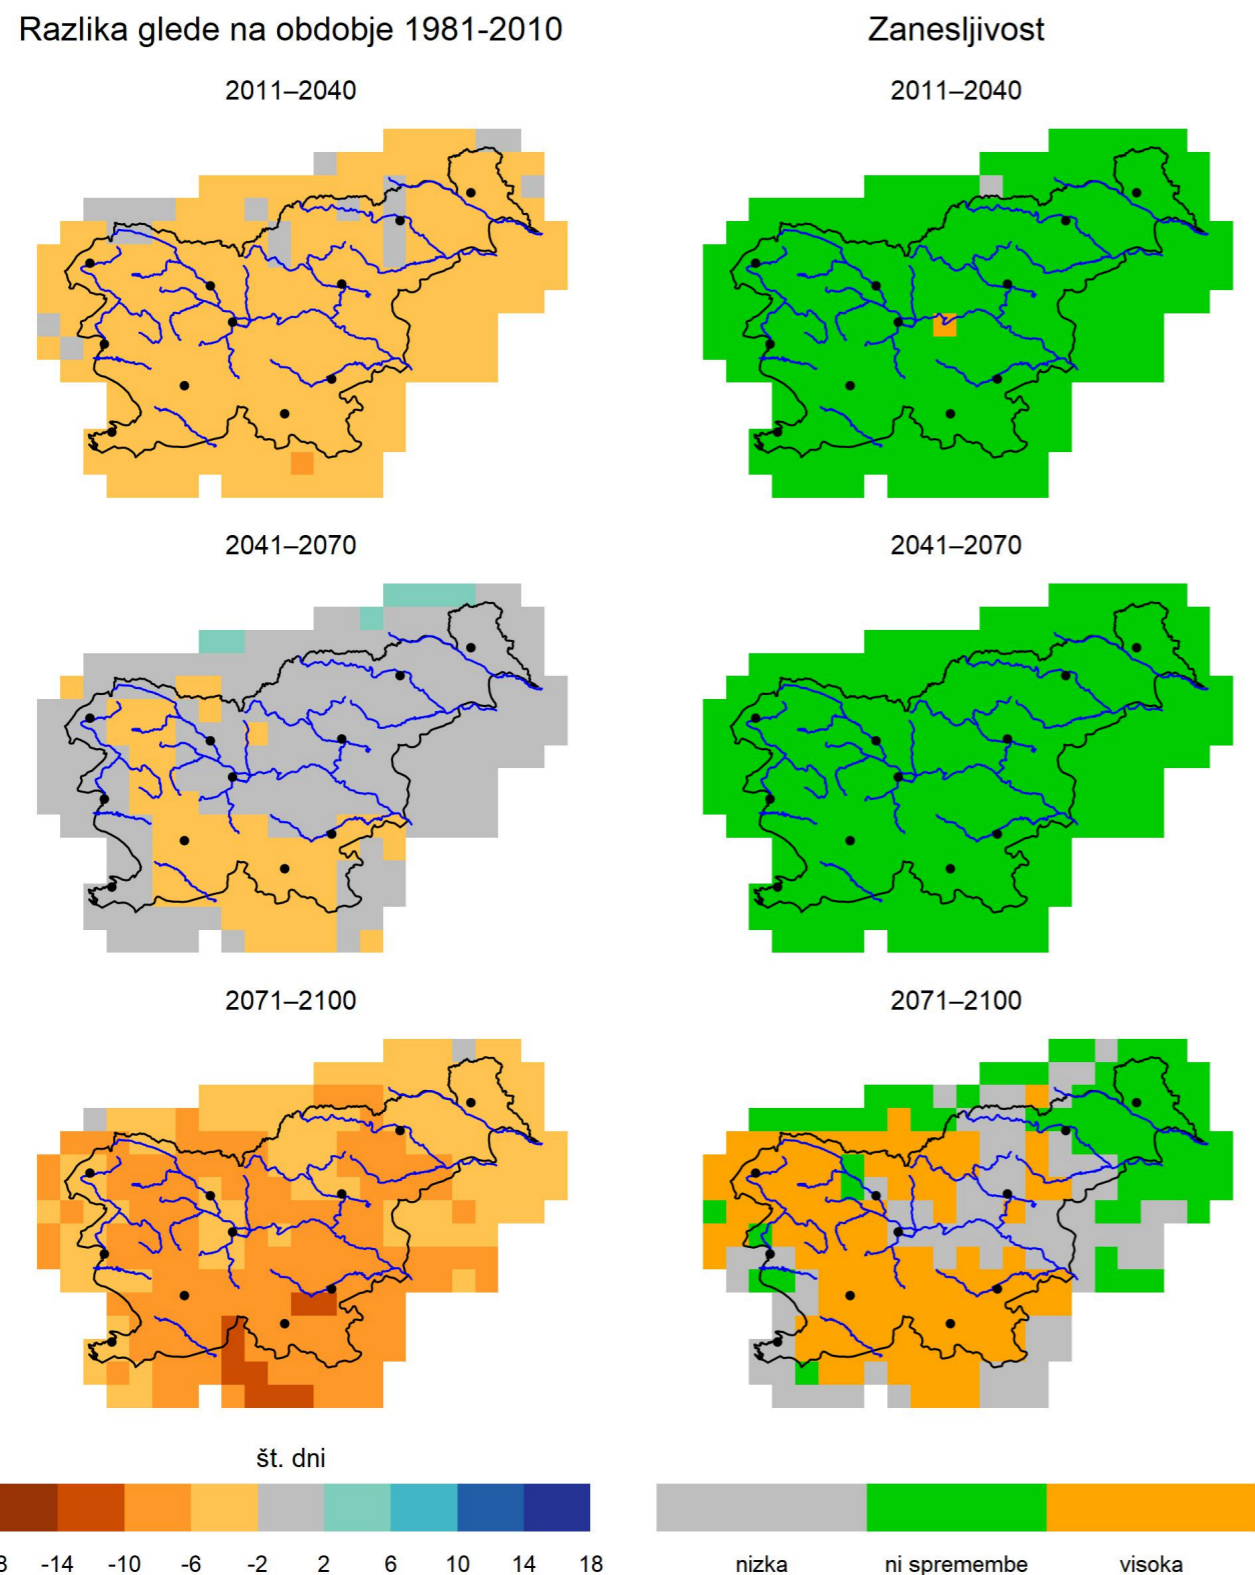 Razlika glede na obdobje 1981-2010
Zanesljivost
2011–2040
2011–2040
2041–2070
2041–2070
2071–2100
2071–2100
št. dni
8 -14 -10 -6 -2 2 6 10 14 18
nizka ni spremembe visoka